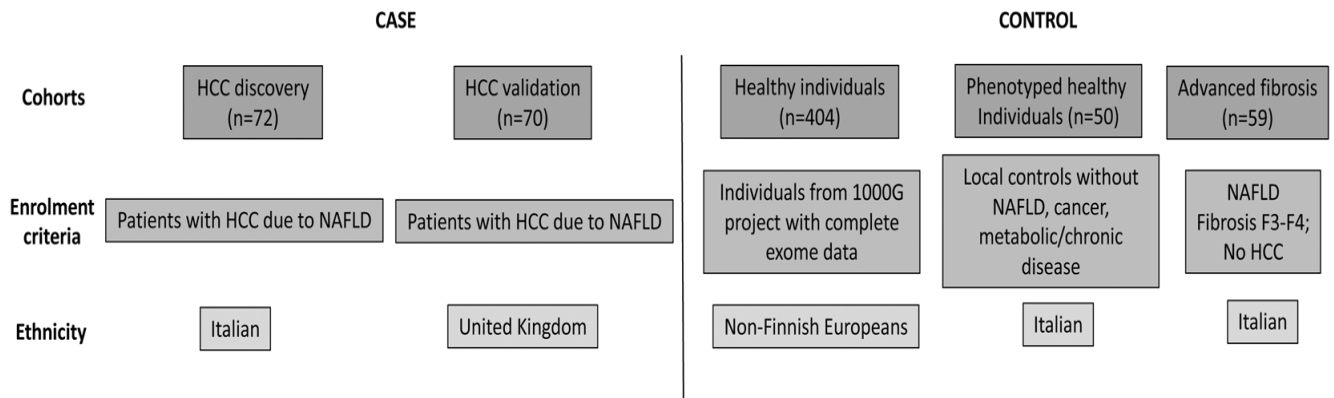 CASE
CONTROL
Cohorts
HCC discovery
(n=72)
HCC validation
(n=70)
Healthy individuals
(n=404)
Phenotyped healthy
Individuals (n=50)
Advanced fibrosis
(n=59)
Enrolment
criteria
Patients with HCC due to NAFLD
Patients with HCC due to NAFLD
Individuals from 1000G
project with complete
exome data
Local controls without
NAFLD, cancer,
metabolic/chronic
disease
NAFLD
Fibrosis F3-F4;
No HCC
Ethnicity
Italian
United Kingdom
Non-Finnish Europeans
Italian
Italian